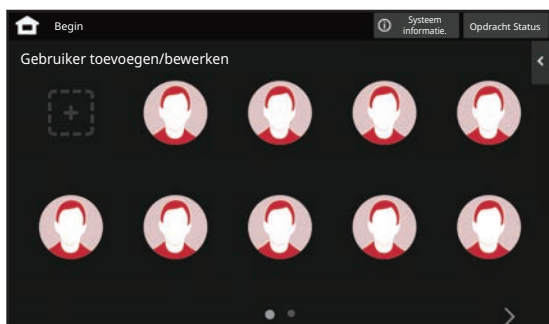 Begin
Systeem
informatie.
Opdracht Status
Gebruiker toevoegen/bewerken